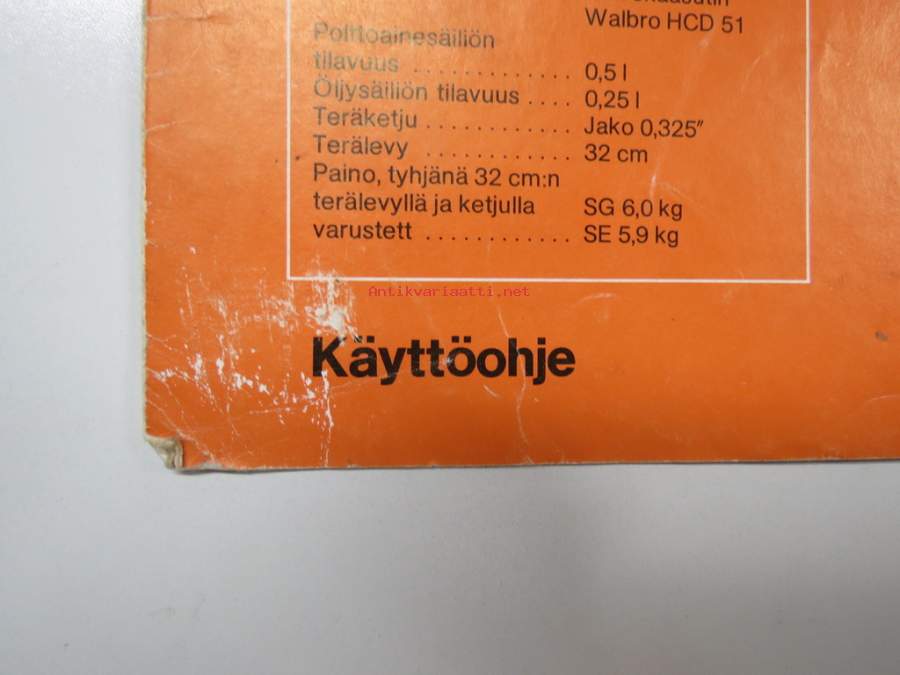 Walbro HCD 51
Polttoainesäiliön
tilavuus .............. 0,5 l
Öljysäiliön tilavuus .... 0,25 l
Teräketju ............. Jako 0,325"
Terälevy ............. 32 cm
Paino, tyhjänä 32 cm:n
terälevyllä ja ketjulla SG 6,0 kg
varustett ............. SE 5,9 kg
Antikvariaatti.net
Käyttöohje